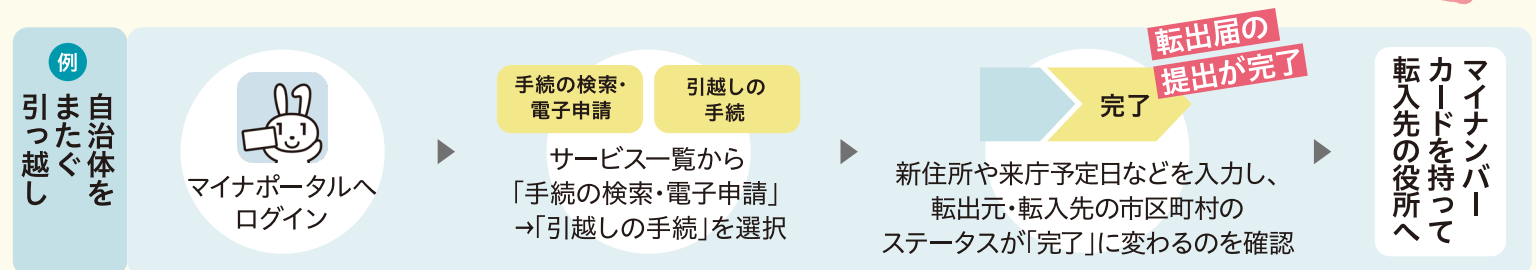 例
自治体を
またぐ
引っ越し
マイナポータルへ
ログイン
手続の検索・
電子申請
引越しの
手続
サービス一覧から
「手続の検索・電子申請」
→「引越しの手続」を選択
完了
転出届の
提出が完了
新住所や来庁予定日などを入力し、
転出元・転入先の市区町村の
ステータスが「完了」に変わるのを確認
マイナンバー
カードを持って
転入先の役所へ